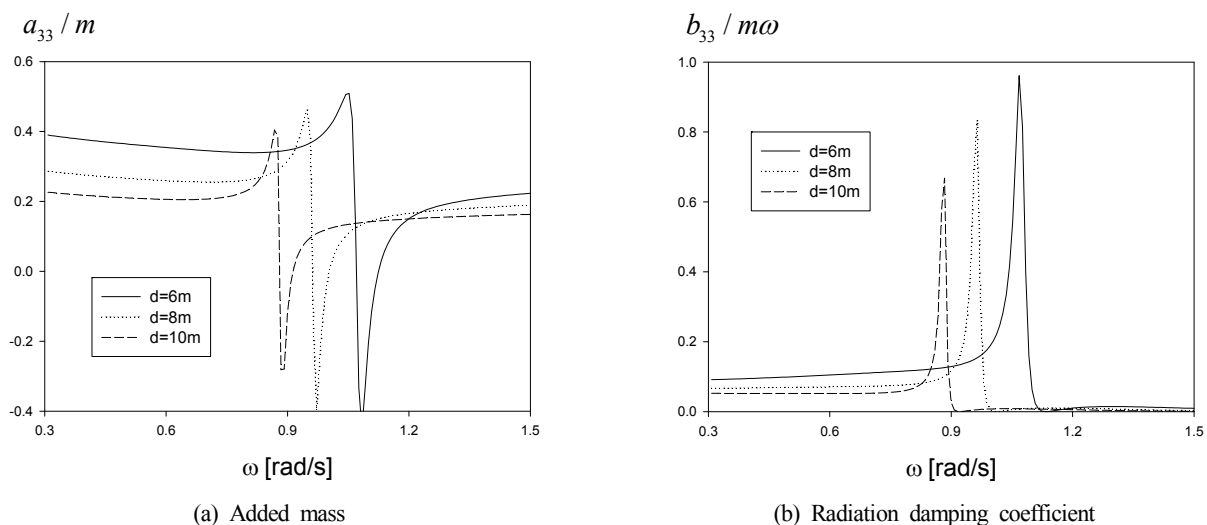 a₃₃ / m
0.6
0.4
0.2
0.0
-0.2
-0.4
d=6m
d=8m
d=10m
0.3 0.6 0.9 1.2 1.5
ω [rad/s]
(a) Added mass
b₃₃ / mω
1.0
0.8
0.6
0.4
0.2
0.0
d=6m
d=8m
d=10m
0.3 0.6 0.9 1.2 1.5
ω [rad/s]
(b) Radiation damping coefficient